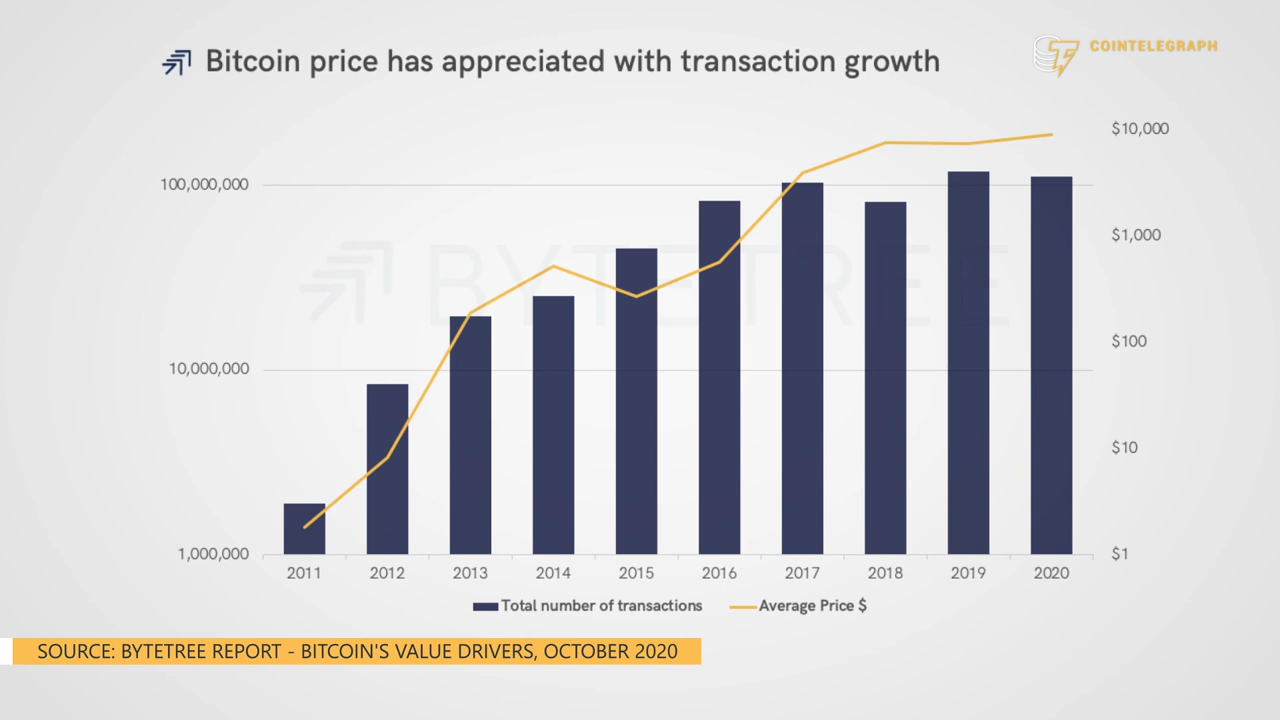 Bitcoin price has appreciated with transaction growth
COINTELEGRAPH
$10,000
100,000,000
$1,000
BYTETREE
$100
10,000,000
$10
1,000,000
$1
2011 2012 2013 2014 2015 2016 2017 2018 2019 2020
Total number of transactions Average Price $
SOURCE: BYTETREE REPORT - BITCOIN'S VALUE DRIVERS, OCTOBER 2020